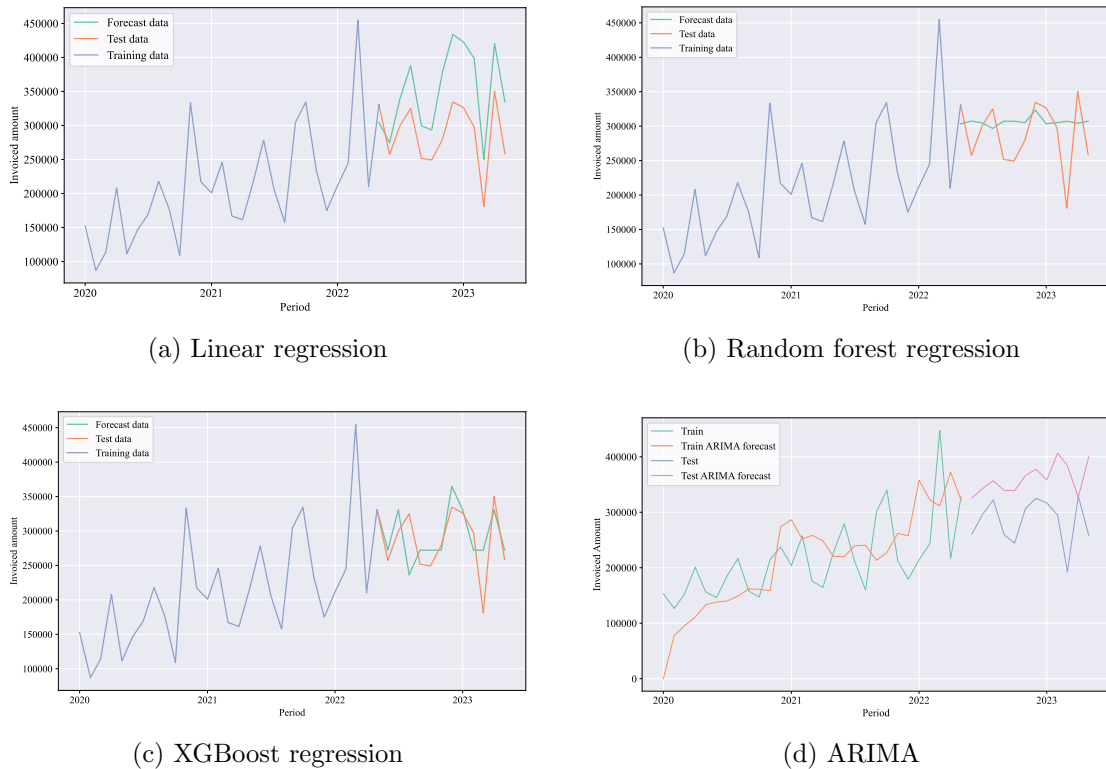 Forecast data
Test data
Training data
450000
400000
350000
300000
250000
200000
150000
100000
Invoiced amount
2020
2021
2022
2023
Period
(a) Linear regression
Forecast data
Test data
Training data
450000
400000
350000
300000
250000
200000
150000
100000
Invoiced amount
2020
2021
2022
2023
Period
(b) Random forest regression
Forecast data
Test data
Training data
450000
400000
350000
300000
250000
200000
150000
100000
Invoiced amount
2020
2021
2022
2023
Period
(c) XGBoost regression
Train
Train ARIMA forecast
Test
Test ARIMA forecast
400000
300000
200000
100000
0
Invoiced Amount
2020
2021
2022
2023
Period
(d) ARIMA